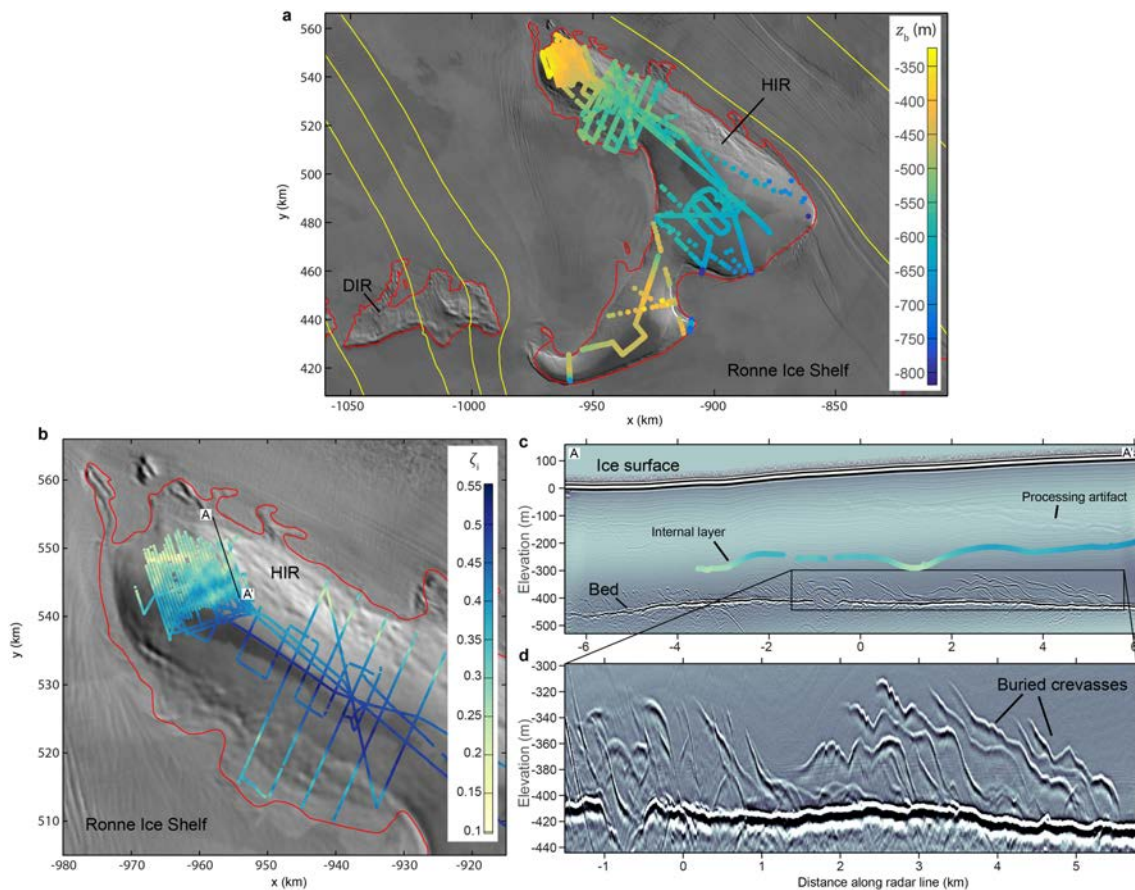 a
560
540
520
500
480
460
440
420
y (km)
-1050
-1000
-950
-900
-850
x (km)
HIR
DIR
Ronne Ice Shelf
z_b (m)
-350
-400
-450
-500
-550
-600
-650
-700
-750
-800
b
560
550
540
530
520
510
y (km)
-980
-970
-960
-950
-940
-930
-920
x (km)
A
A'
HIR
Ronne Ice Shelf
ζ_i
0.55
0.5
0.45
0.4
0.35
0.3
0.25
0.2
0.15
0.1
c
A
A'
100
0
-100
-200
-300
-400
-500
Elevation (m)
Ice surface
Processing artifact
Internal layer
Bed
-6
-4
-2
0
2
4
6
d
-300
-320
-340
-360
-380
-400
-420
-440
Elevation (m)
Buried crevasses
-1
0
1
2
3
4
5
Distance along radar line (km)